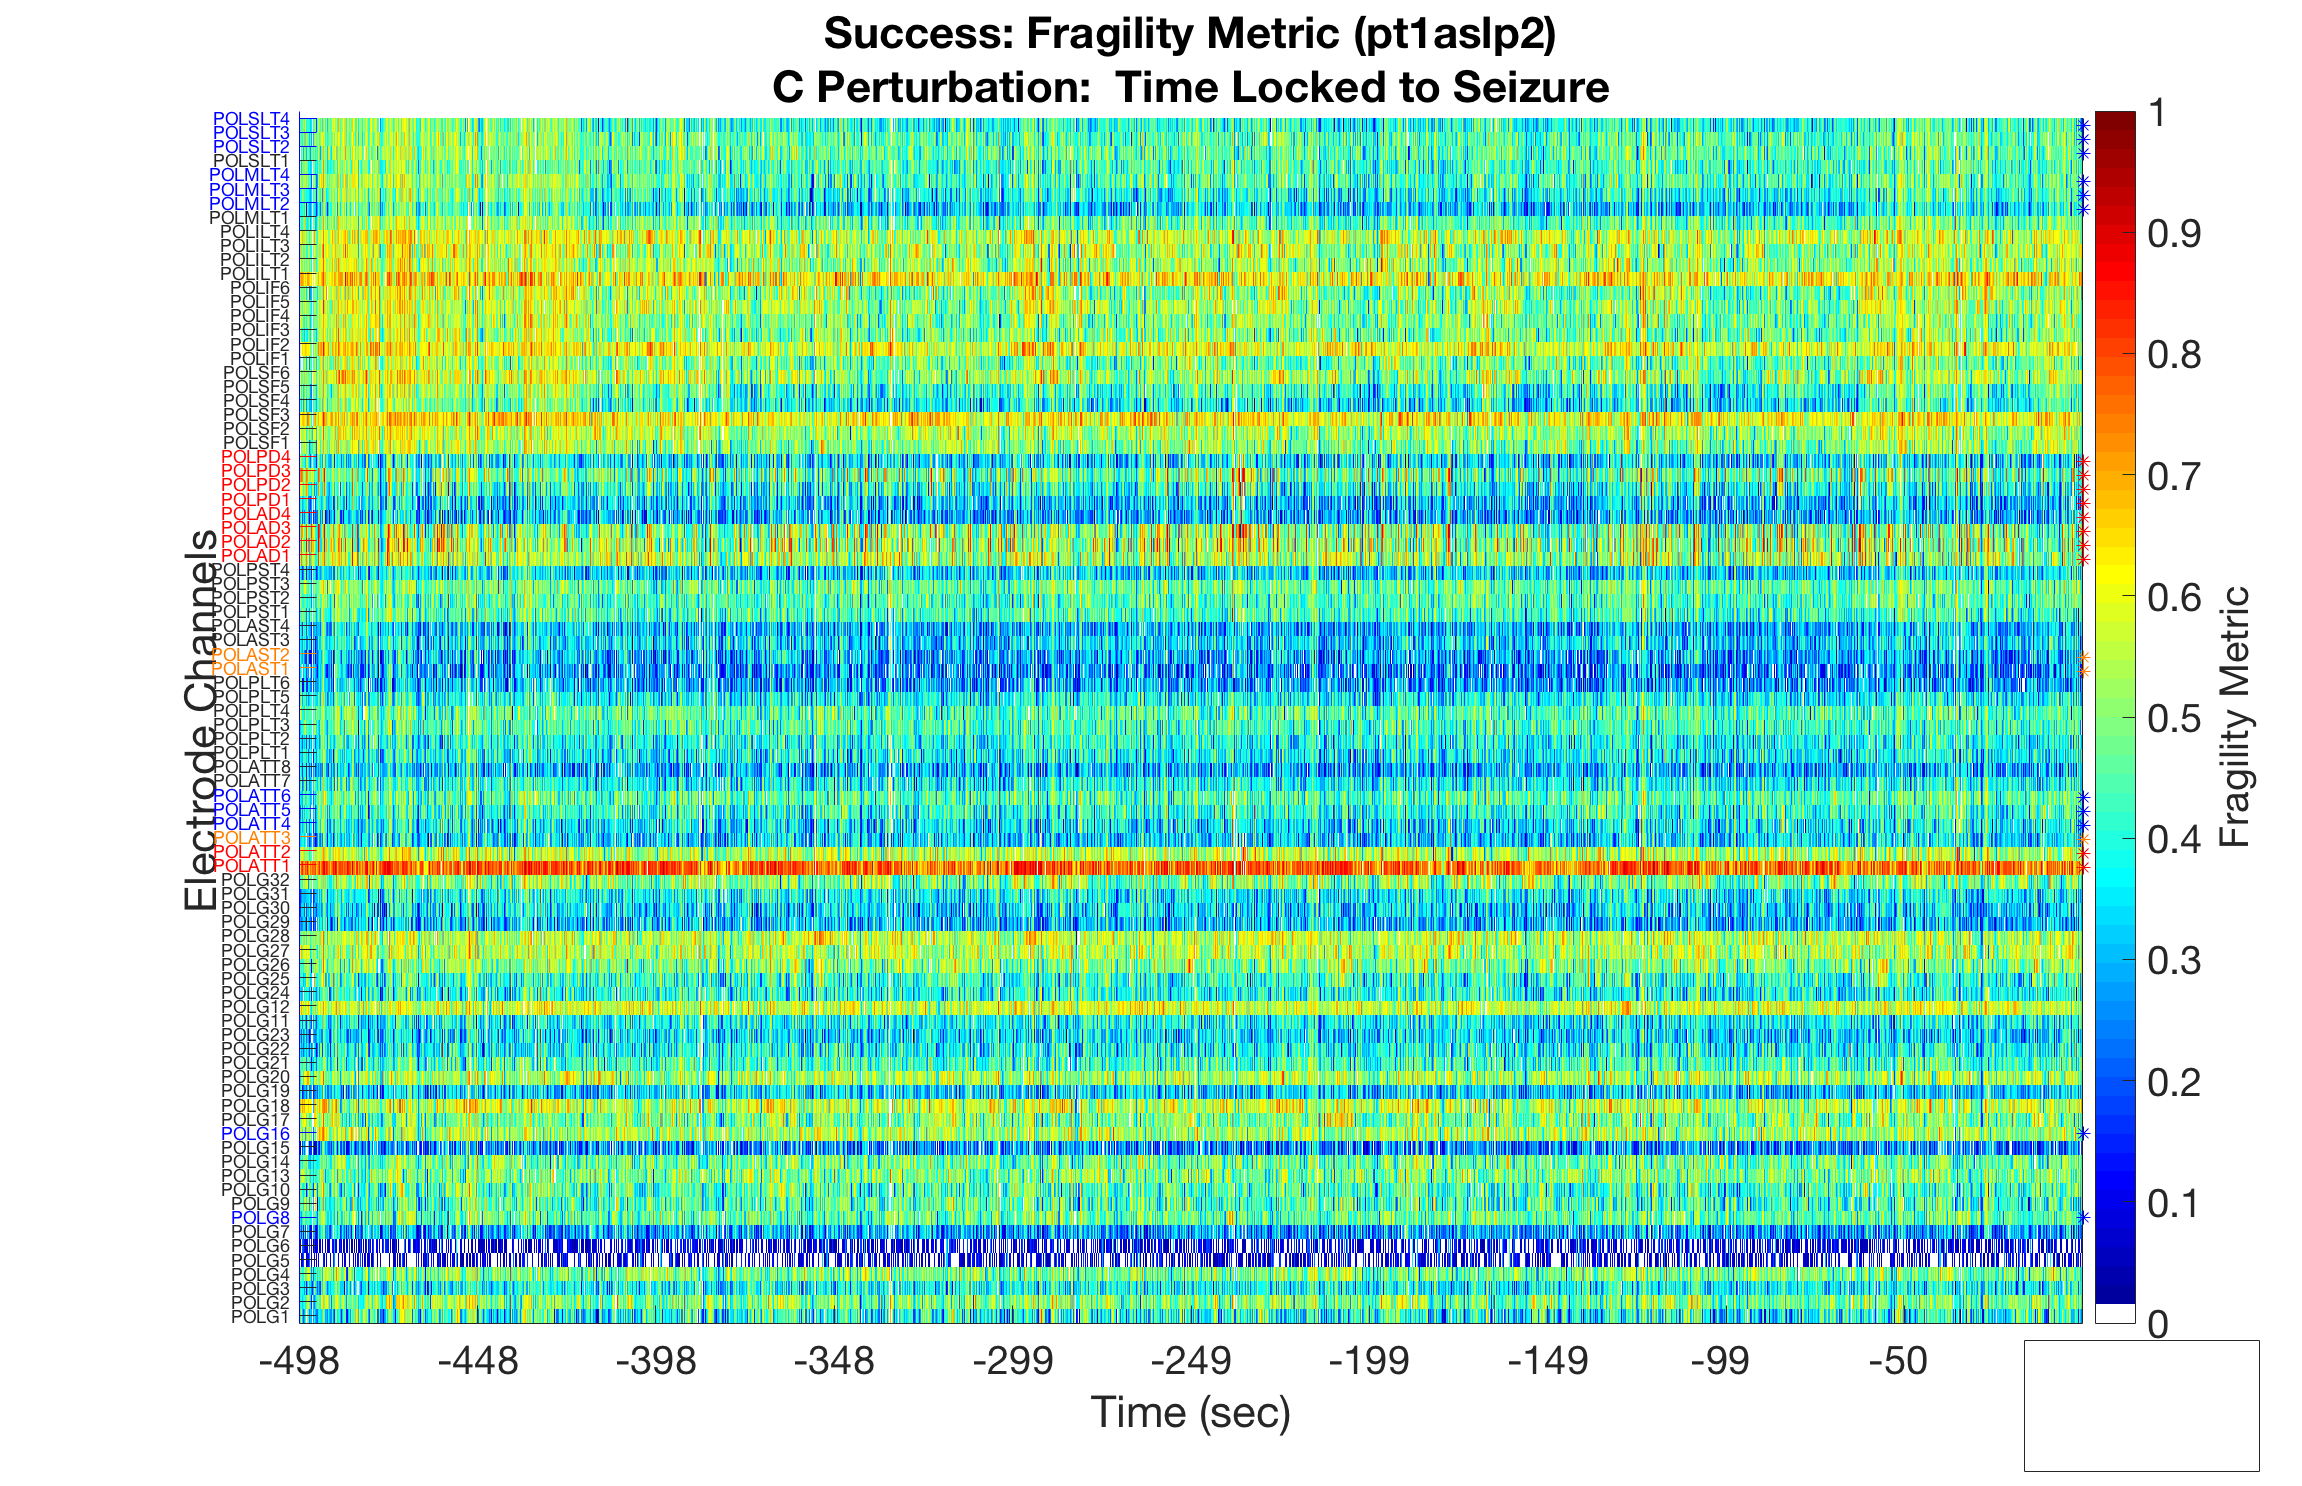 Success: Fragility Metric (pt1aslp2)
C Perturbation: Time Locked to Seizure
Electrode Channels
POLSLT4
POLSLT3
POLSLT2
POLSLT1
POLMLT4
POLMLT3
POLMLT2
POLMLT1
POLILT4
POLILT3
POLILT2
POLILT1
POLIF6
POLIF5
POLIF4
POLIF3
POLIF2
POLIF1
POLSF6
POLSF5
POLSF4
POLSF3
POLSF2
POLSF1
POLPD4
POLPD3
POLPD2
POLPD1
POLAD4
POLAD3
POLAD2
POLAD1
POLPST4
POLPST3
POLPST2
POLPST1
POLAST4
POLAST3
POLAST2
POLAST1
POLPLT6
POLPLT5
POLPLT4
POLPLT3
POLPLT2
POLPLT1
POLATT8
POLATT7
POLATT6
POLATT5
POLATT4
POLATT3
POLATT2
POLATT1
POLG32
POLG31
POLG30
POLG29
POLG28
POLG27
POLG26
POLG25
POLG24
POLG12
POLG11
POLG23
POLG22
POLG21
POLG20
POLG19
POLG18
POLG17
POLG16
POLG15
POLG14
POLG13
POLG10
POLG9
POLG8
POLG7
POLG6
POLG5
POLG4
POLG3
POLG2
POLG1
-498 -448 -398 -348 -299 -249 -199 -149 -99 -50
Time (sec)
1
0.9
0.8
0.7
0.6
0.5
0.4
0.3
0.2
0.1
0
Fragility Metric